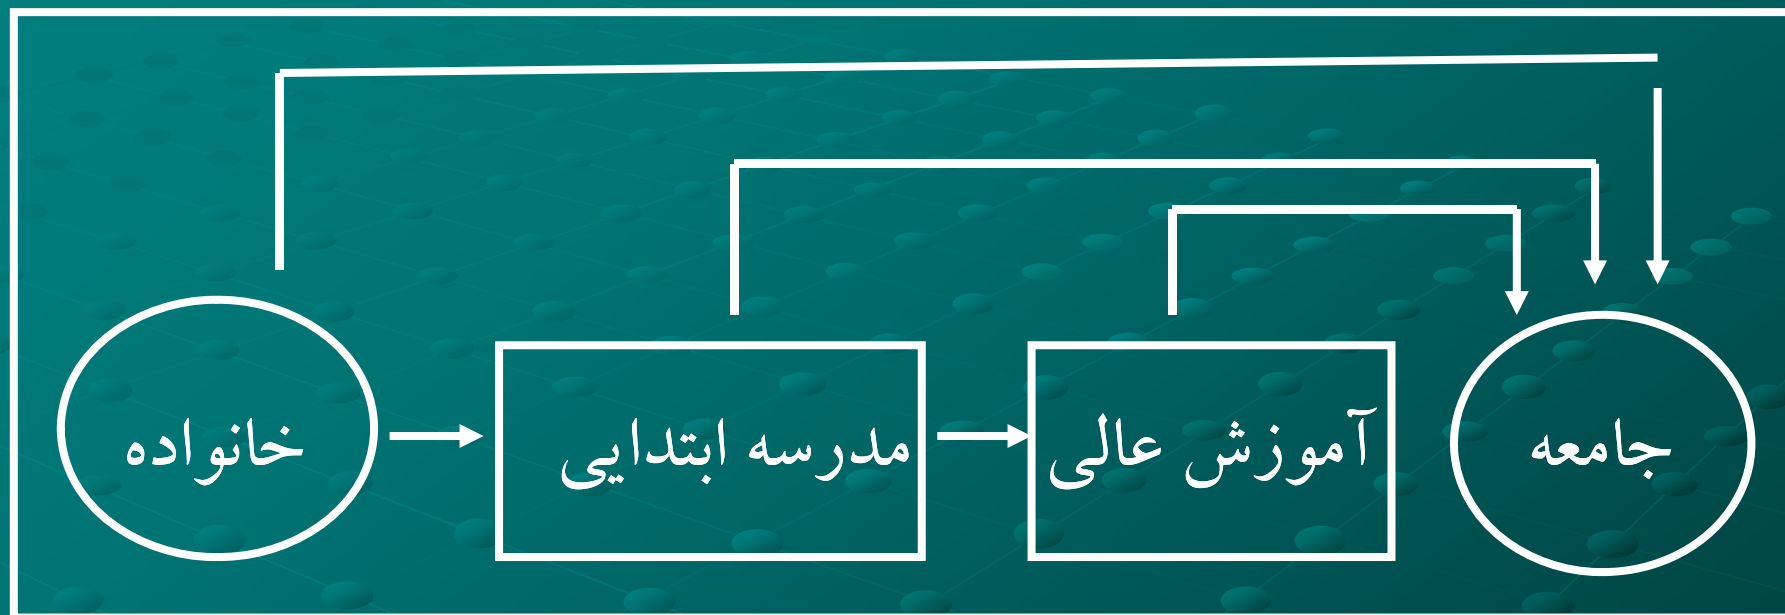 خانواده
مدرسه ابتدایی
آموزش عالی
جامعه